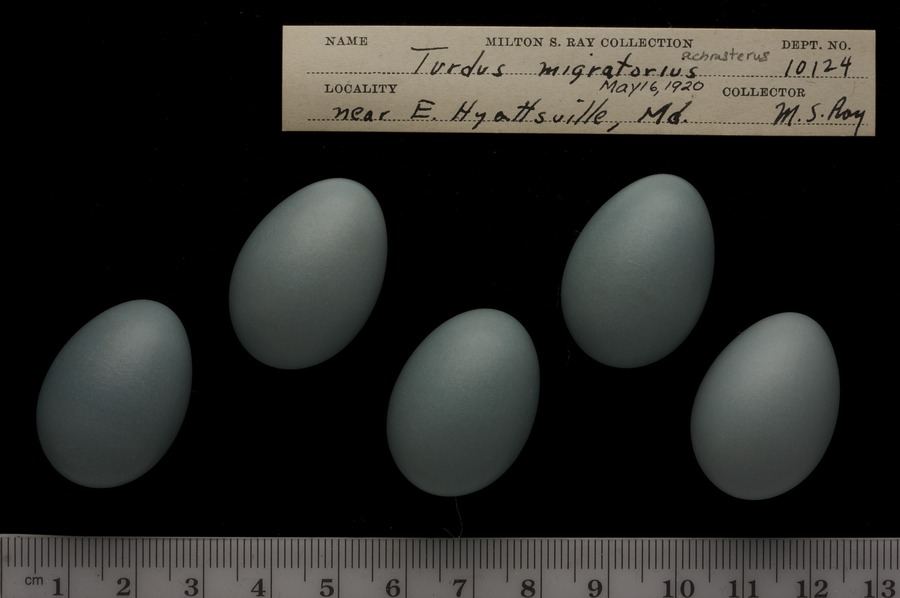 NAME MILTON S. RAY COLLECTION DEPT. NO.
achrusterus
Turdus migratorius 10124
May 16, 1920
LOCALITY COLLECTOR
near E. Hyattsville, Md. M.S. Ray
cm 1 2 3 4 5 6 7 8 9 10 11 12 13